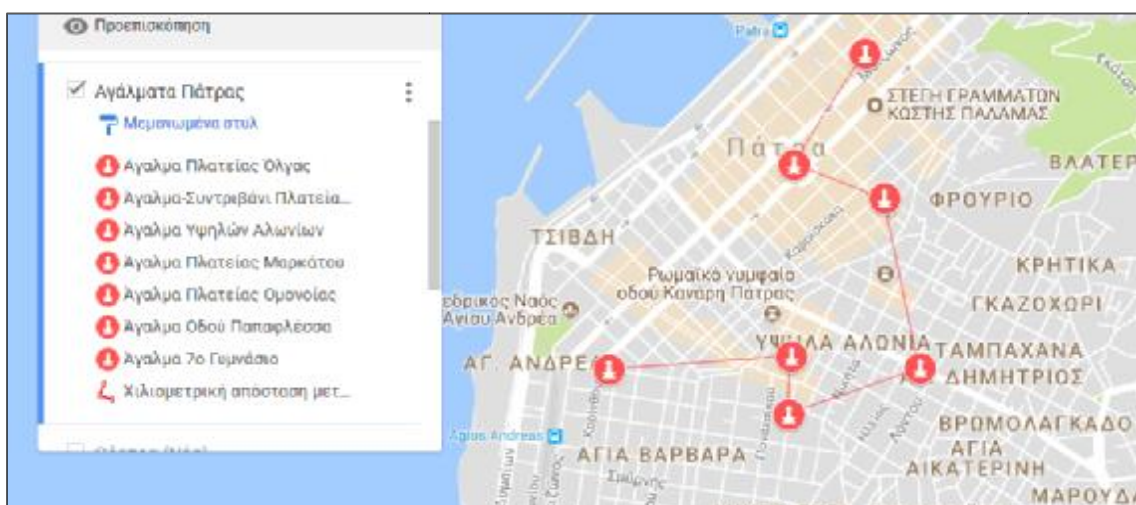 Προεπισκόπηση
Αγάλματα Πάτρας
Μεμονωμένα στυλ
Άγαλμα Πλατείας Όλγας
Άγαλμα-Συντριβάνι Πλατεία...
Άγαλμα Υψηλών Αλωνίων
Άγαλμα Πλατείας Μαρκάτου
Άγαλμα Πλατείας Ομονοίας
Άγαλμα Οδού Παπαφλέσσα
Άγαλμα 7ο Γυμνάσιο
Χιλιομετρική απόσταση μετ...
Patra
ΣΤΕΓΗ ΓΡΑΜΜΑΤΩΝ
ΚΩΣΤΗΣ ΠΑΛΑΜΑΣ
Πάτρα
ΒΛΑΤΕΡ
ΦΡΟΥΡΙΟ
Καραϊσκάκη
ΤΣΙΒΔΗ
ΚΡΗΤΙΚΑ
Ρωμαϊκό νυμφαίο
οδού Κανάρη Πάτρας
ΓΚΑΖΟΧΩΡΙ
εδρικός Ναός
Αγίου Ανδρέα
ΥΨΗΛΑ ΑΛΩΝΙΑ
ΤΑΜΠΑΧΑΝΑ
ΑΓ. ΑΝΔΡΕΑ
ΔΗΜΗΤΡΙΟΣ
ΒΡΩΜΟΛΑΓΚΑΔΟ
Agios Andreas
ΑΓΙΑ ΒΑΡΒΑΡΑ
ΑΓΙΑ
ΑΙΚΑΤΕΡΙΝΗ
Σμύρνης
ΜΑΡΟΥΔΑ